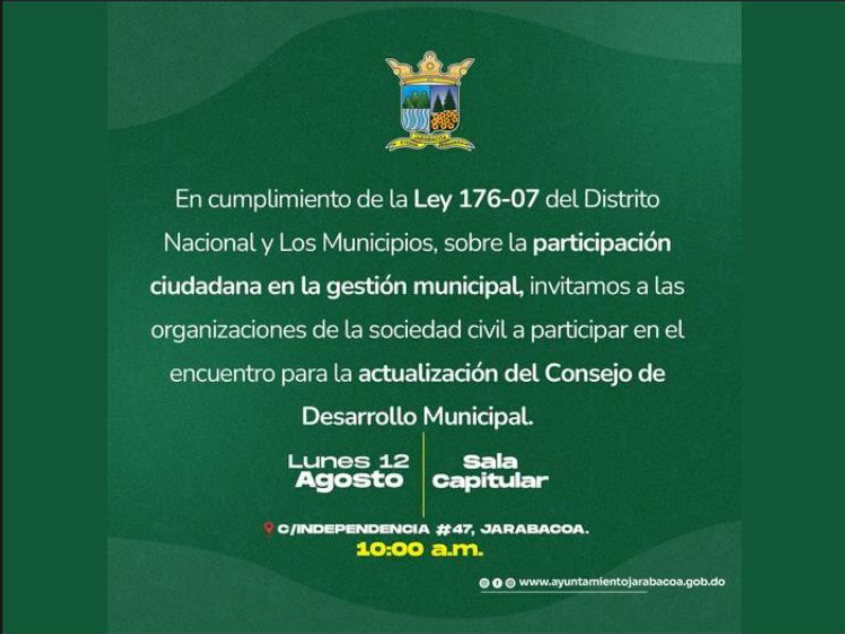 JARABACOA
En cumplimiento de la Ley 176-07 del Distrito
Nacional y Los Municipios, sobre la participación
ciudadana en la gestión municipal, invitamos a las
organizaciones de la sociedad civil a participar en el
encuentro para la actualización del Consejo de
Desarrollo Municipal.
Lunes 12
Agosto
Sala
Capitular
C/INDEPENDENCIA #47, JARABACOA.
10:00 a.m.
www.ayuntamientojarabacoa.gob.do